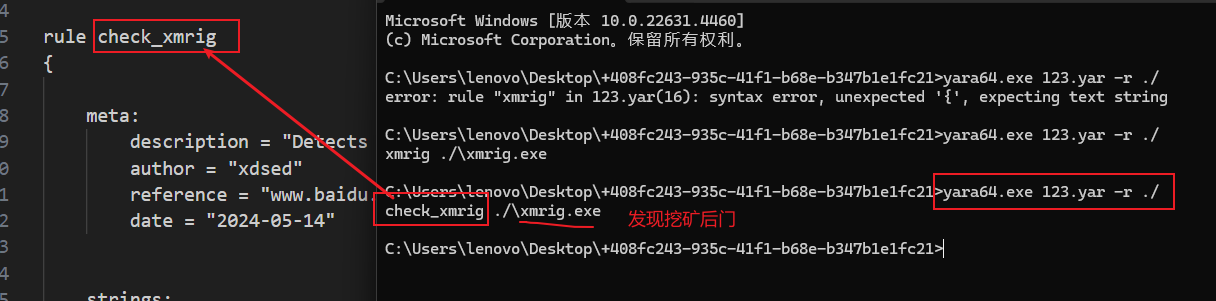 4
5
rule check_xmrig
6
{
7
8
meta:
9
description = "Detects
0
author = "xdsed"
1
reference = "www.baidu.
2
date = "2024-05-14"
3
4
5
strings:
Microsoft Windows [版本 10.0.22631.4460]
(c) Microsoft Corporation。保留所有权利。
C:\Users\lenovo\Desktop\+408fc243-935c-41f1-b68e-b347b1e1fc21>yara64.exe 123.yar -r ./
error: rule "xmrig" in 123.yar(16): syntax error, unexpected '{', expecting text string
C:\Users\lenovo\Desktop\+408fc243-935c-41f1-b68e-b347b1e1fc21>yara64.exe 123.yar -r ./
xmrig ./\xmrig.exe
C:\Users\lenovo\Desktop\+408fc243-935c-41f1-b68e-b347b1e1fc21>yara64.exe 123.yar -r ./
check_xmrig ./\xmrig.exe 发现挖矿后门
C:\Users\lenovo\Desktop\+408fc243-935c-41f1-b68e-b347b1e1fc21>